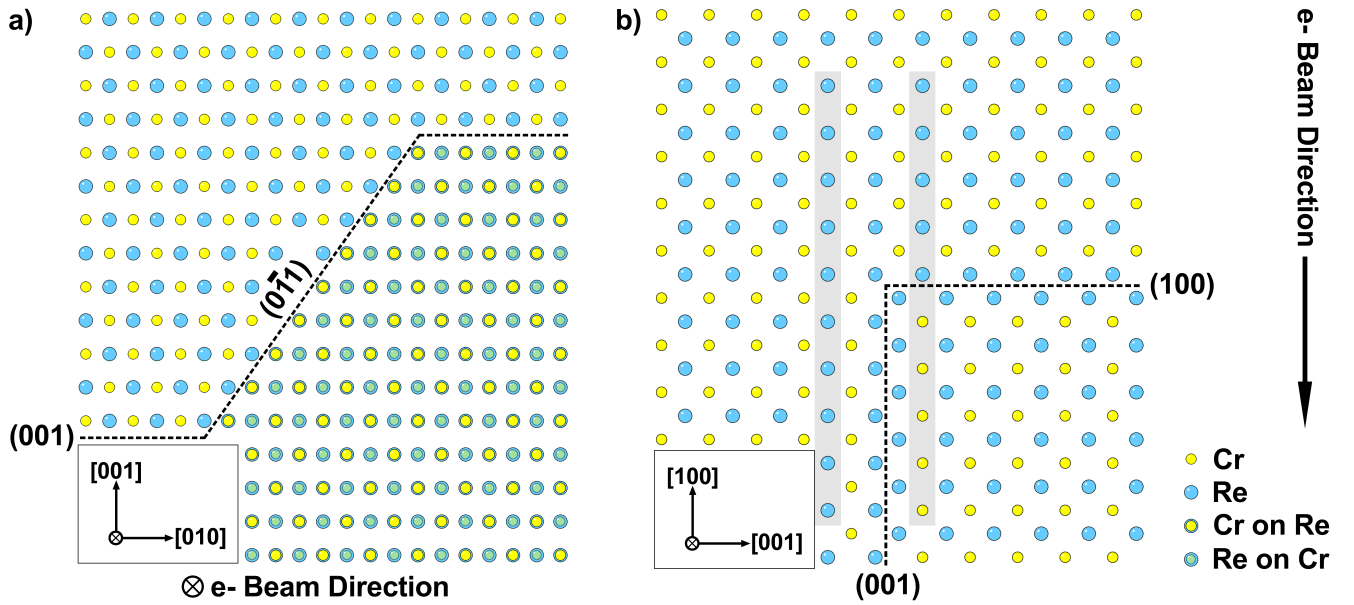 a)
(01̅1)
(001)
[001]
[010]
⊗ e- Beam Direction
b)
e- Beam Direction
(100)
[100]
[001]
(001)
Cr
Re
Cr on Re
Re on Cr